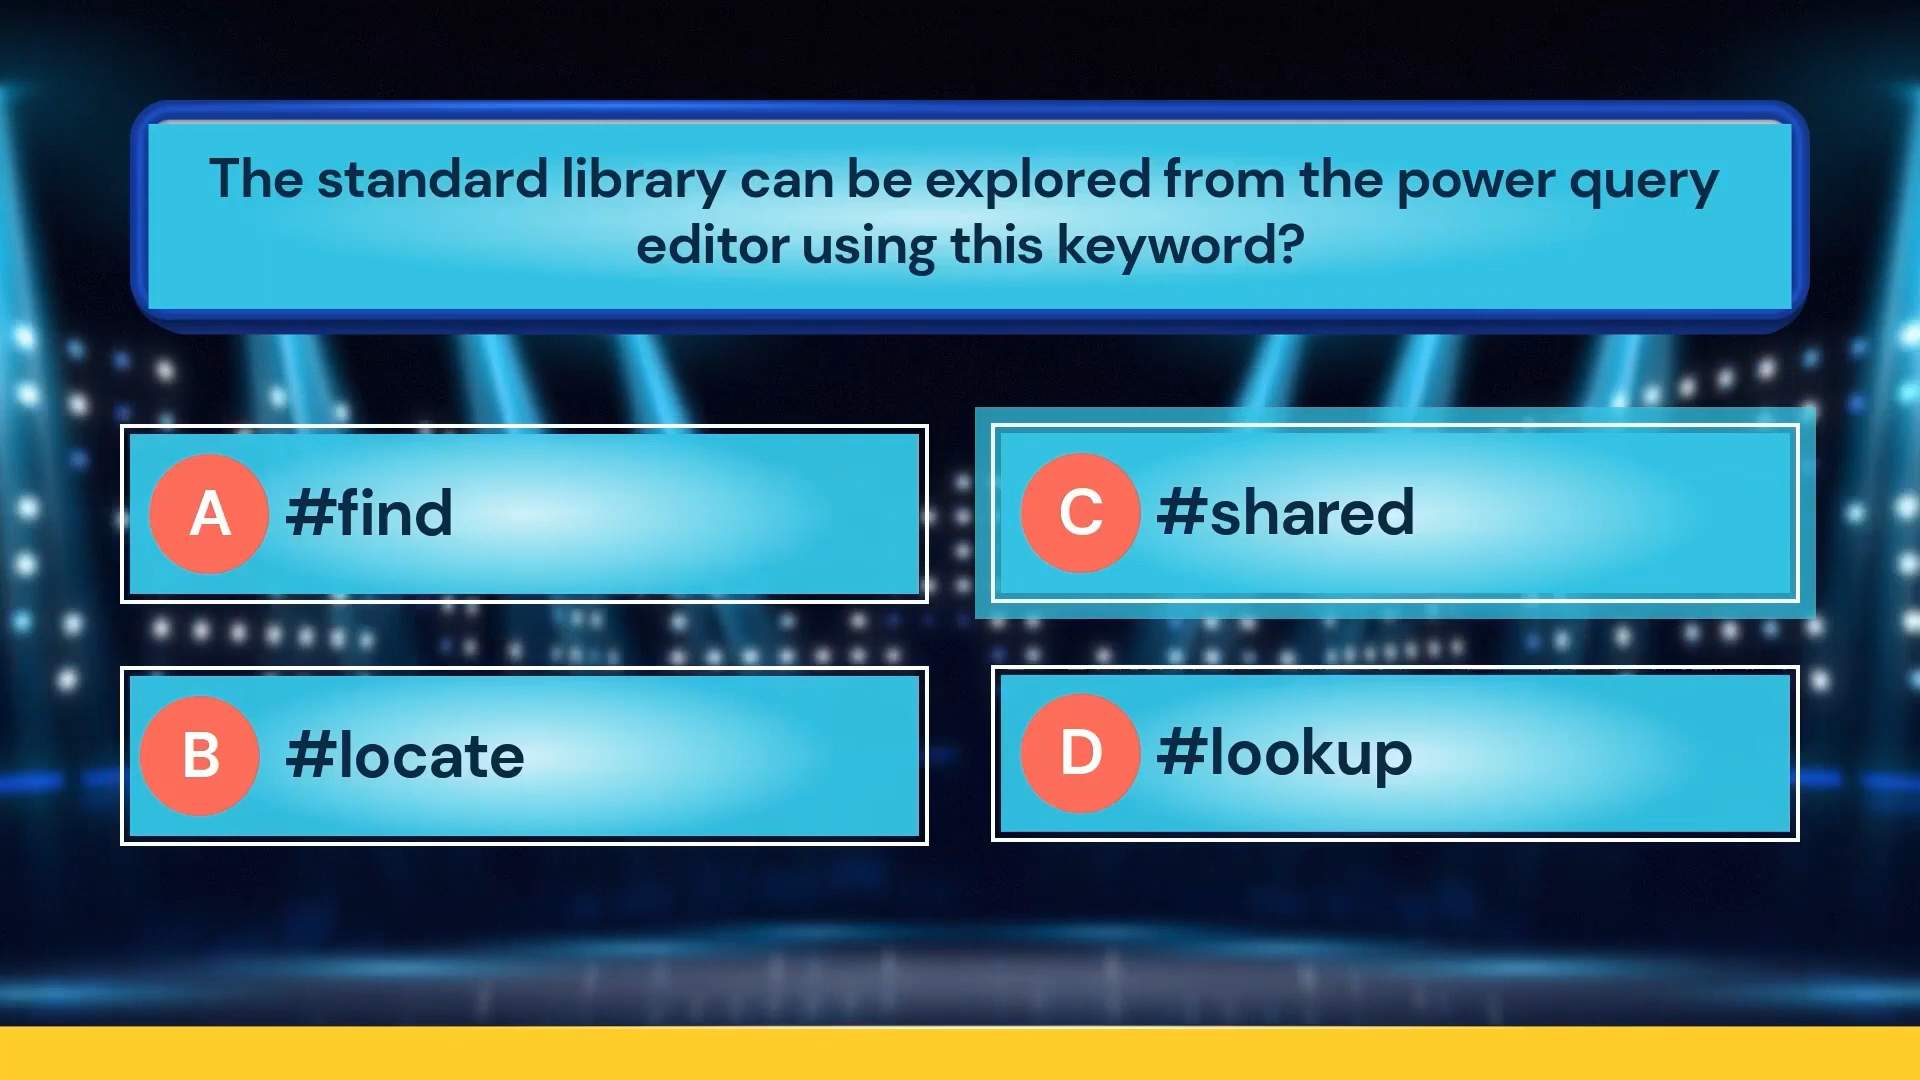 The standard library can be explored from the power query
editor using this keyword?
A #find
C #shared
B #locate
D #lookup